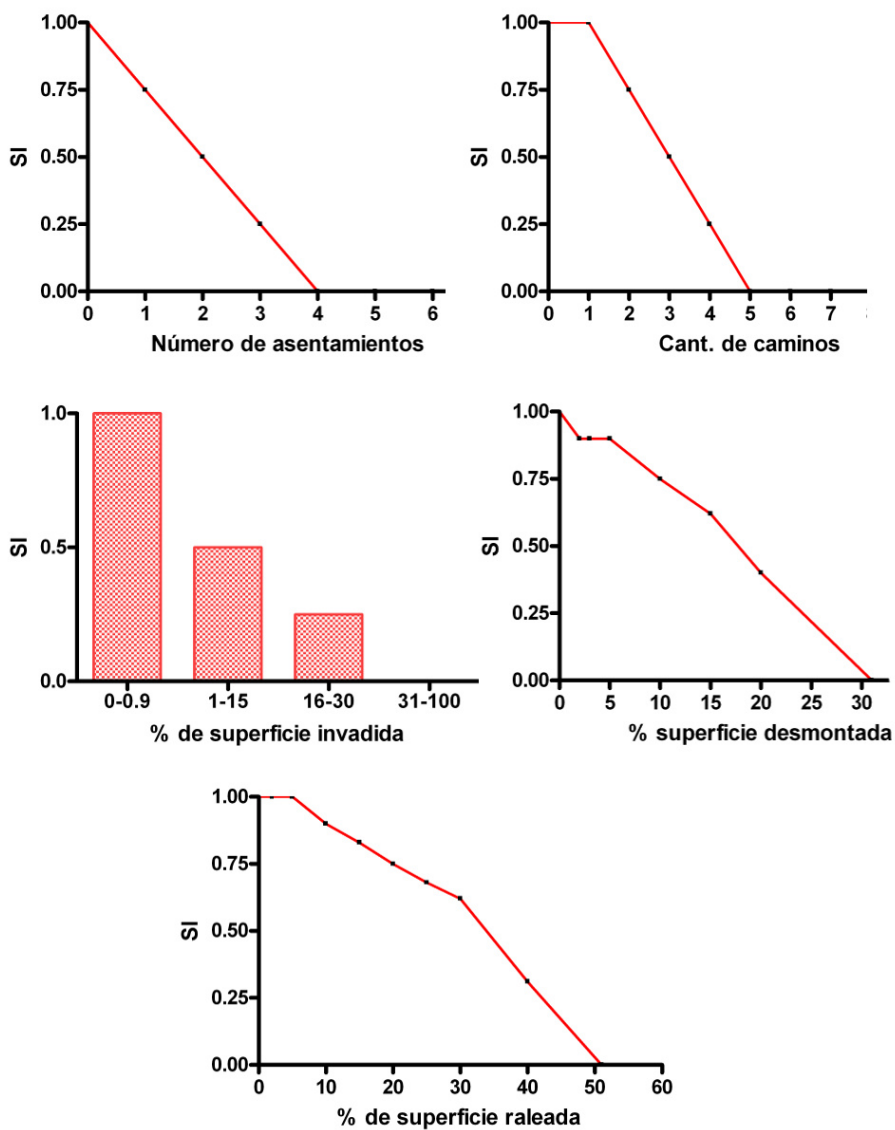 1.00
0.75
0.50
0.25
0.00
SI
0 1 2 3 4 5 6
Número de asentamientos
1.00
0.75
0.50
0.25
0.00
SI
0 1 2 3 4 5 6 7
Cant. de caminos
1.0
0.5
0.0
SI
0-0.9 1-15 16-30 31-100
% de superficie invadida
1.00
0.75
0.50
0.25
0.00
SI
0 5 10 15 20 25 30
% superficie desmontada
1.00
0.75
0.50
0.25
0.00
SI
0 10 20 30 40 50 60
% de superficie raleada